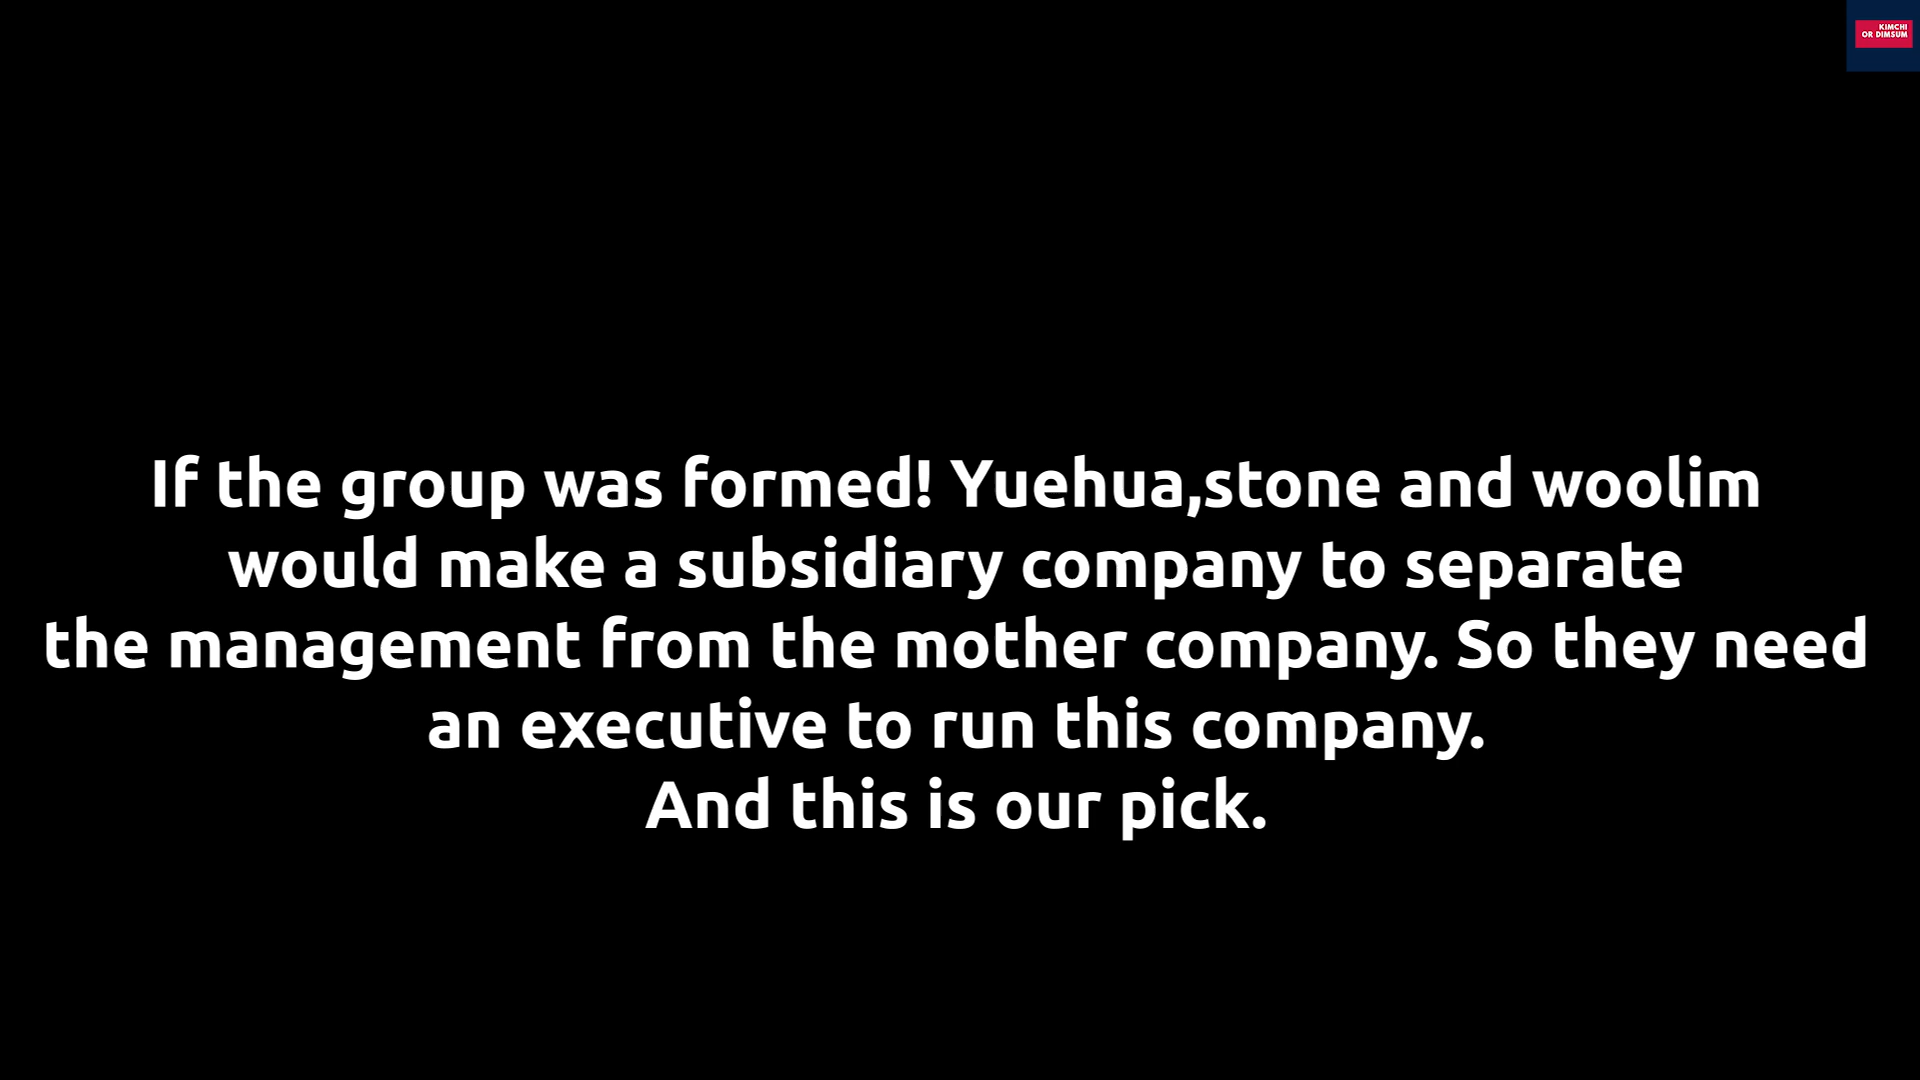 KIMCHI
OR DIMSUM
If the group was formed! Yuehua,stone and woolim
would make a subsidiary company to separate
the management from the mother company. So they need
an executive to run this company.
And this is our pick.